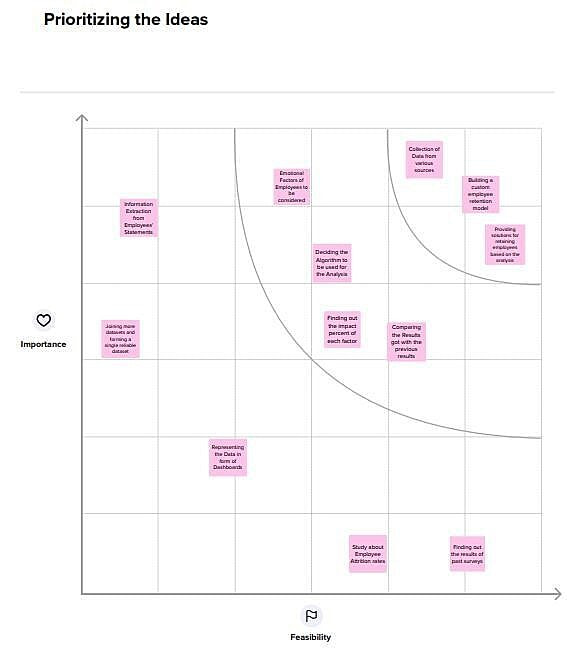 Prioritizing the Ideas
Collection of
Data from
various
sources
Emotional
Factors of
Employees to
be
considered
Building a
custom
employee
retention
model
Information
Extraction
from
Employees'
Statements
Providing
solutions for
retaining
employees
based on the
analysis
Deciding the
Algorithm to
be used for
the Analysis
Finding out
the impact
percent of
each factor
Joining more
datasets and
forming a
single reliable
dataset
Comparing
the Results
got with the
previous
results
Importance
Representing
the Data in
form of
Dashboards
Study about
Employee
Attrition rates
Finding out
the results of
past surveys
Feasibility